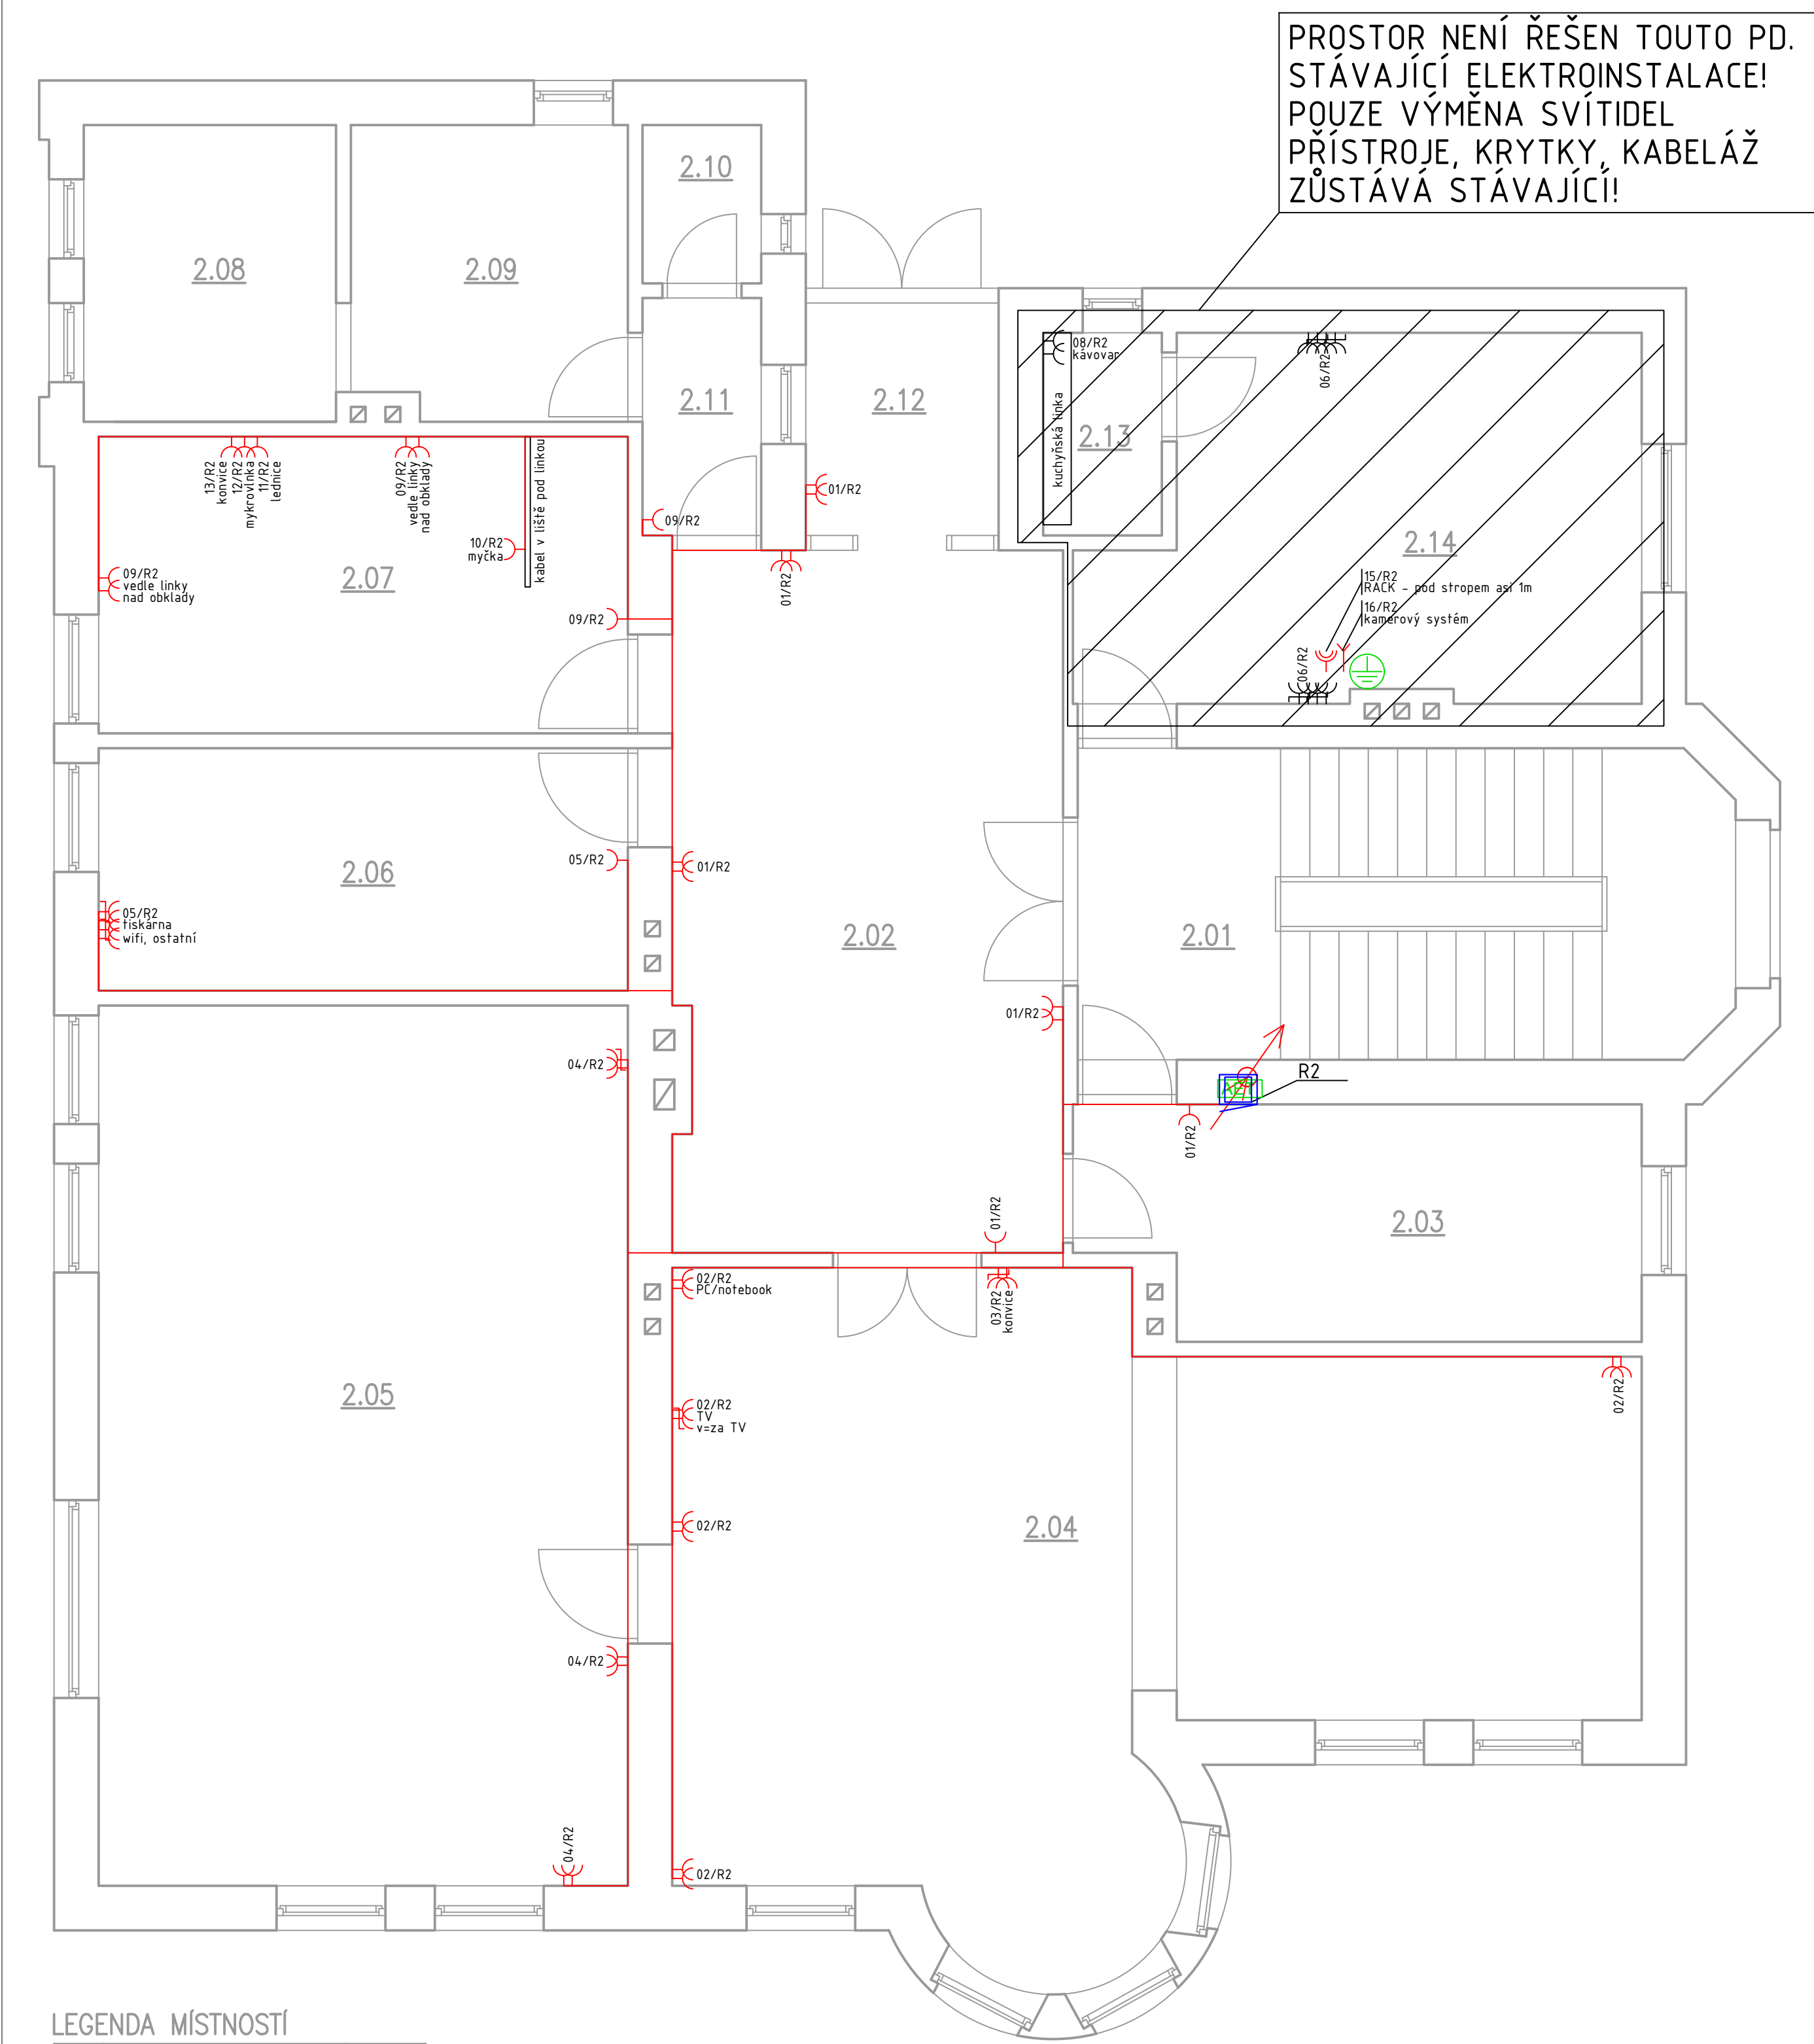 PROSTOR NENÍ ŘEŠEN TOUTO PD.
STÁVAJÍCÍ ELEKTROINSTALACE!
POUZE VÝMĚNA SVÍTIDEL
PŘÍSTROJE, KRYTKY, KABELÁŽ
ZŮSTÁVÁ STÁVAJÍCÍ!
2.10
2.08
2.09
2.11
2.12
08/R2
kávovar
kuchyňská linka
2.13
06/R2
2.14
15/R2
RACK - pod stropem asi 1m
16/R2
kamerový systém
06/R2
13/R2
konvice
12/R2
mykrovlnka
11/R2
lednice
09/R2
vedle linky
nad obklady
kabel v liště pod linkou
10/R2
myčka
09/R2
vedle linky
nad obklady
2.07
09/R2
09/R2
01/R2
01/R2
2.06
05/R2
01/R2
05/R2
tiskárna
wifi, ostatní
2.02
2.01
01/R2
04/R2
R2
AET
01/R2
2.03
01/R2
02/R2
PC/notebook
03/R2
konvice
2.05
02/R2
TV
v=za TV
02/R2
02/R2
2.04
04/R2
04/R2
02/R2
LEGENDA MÍSTNOSTÍ